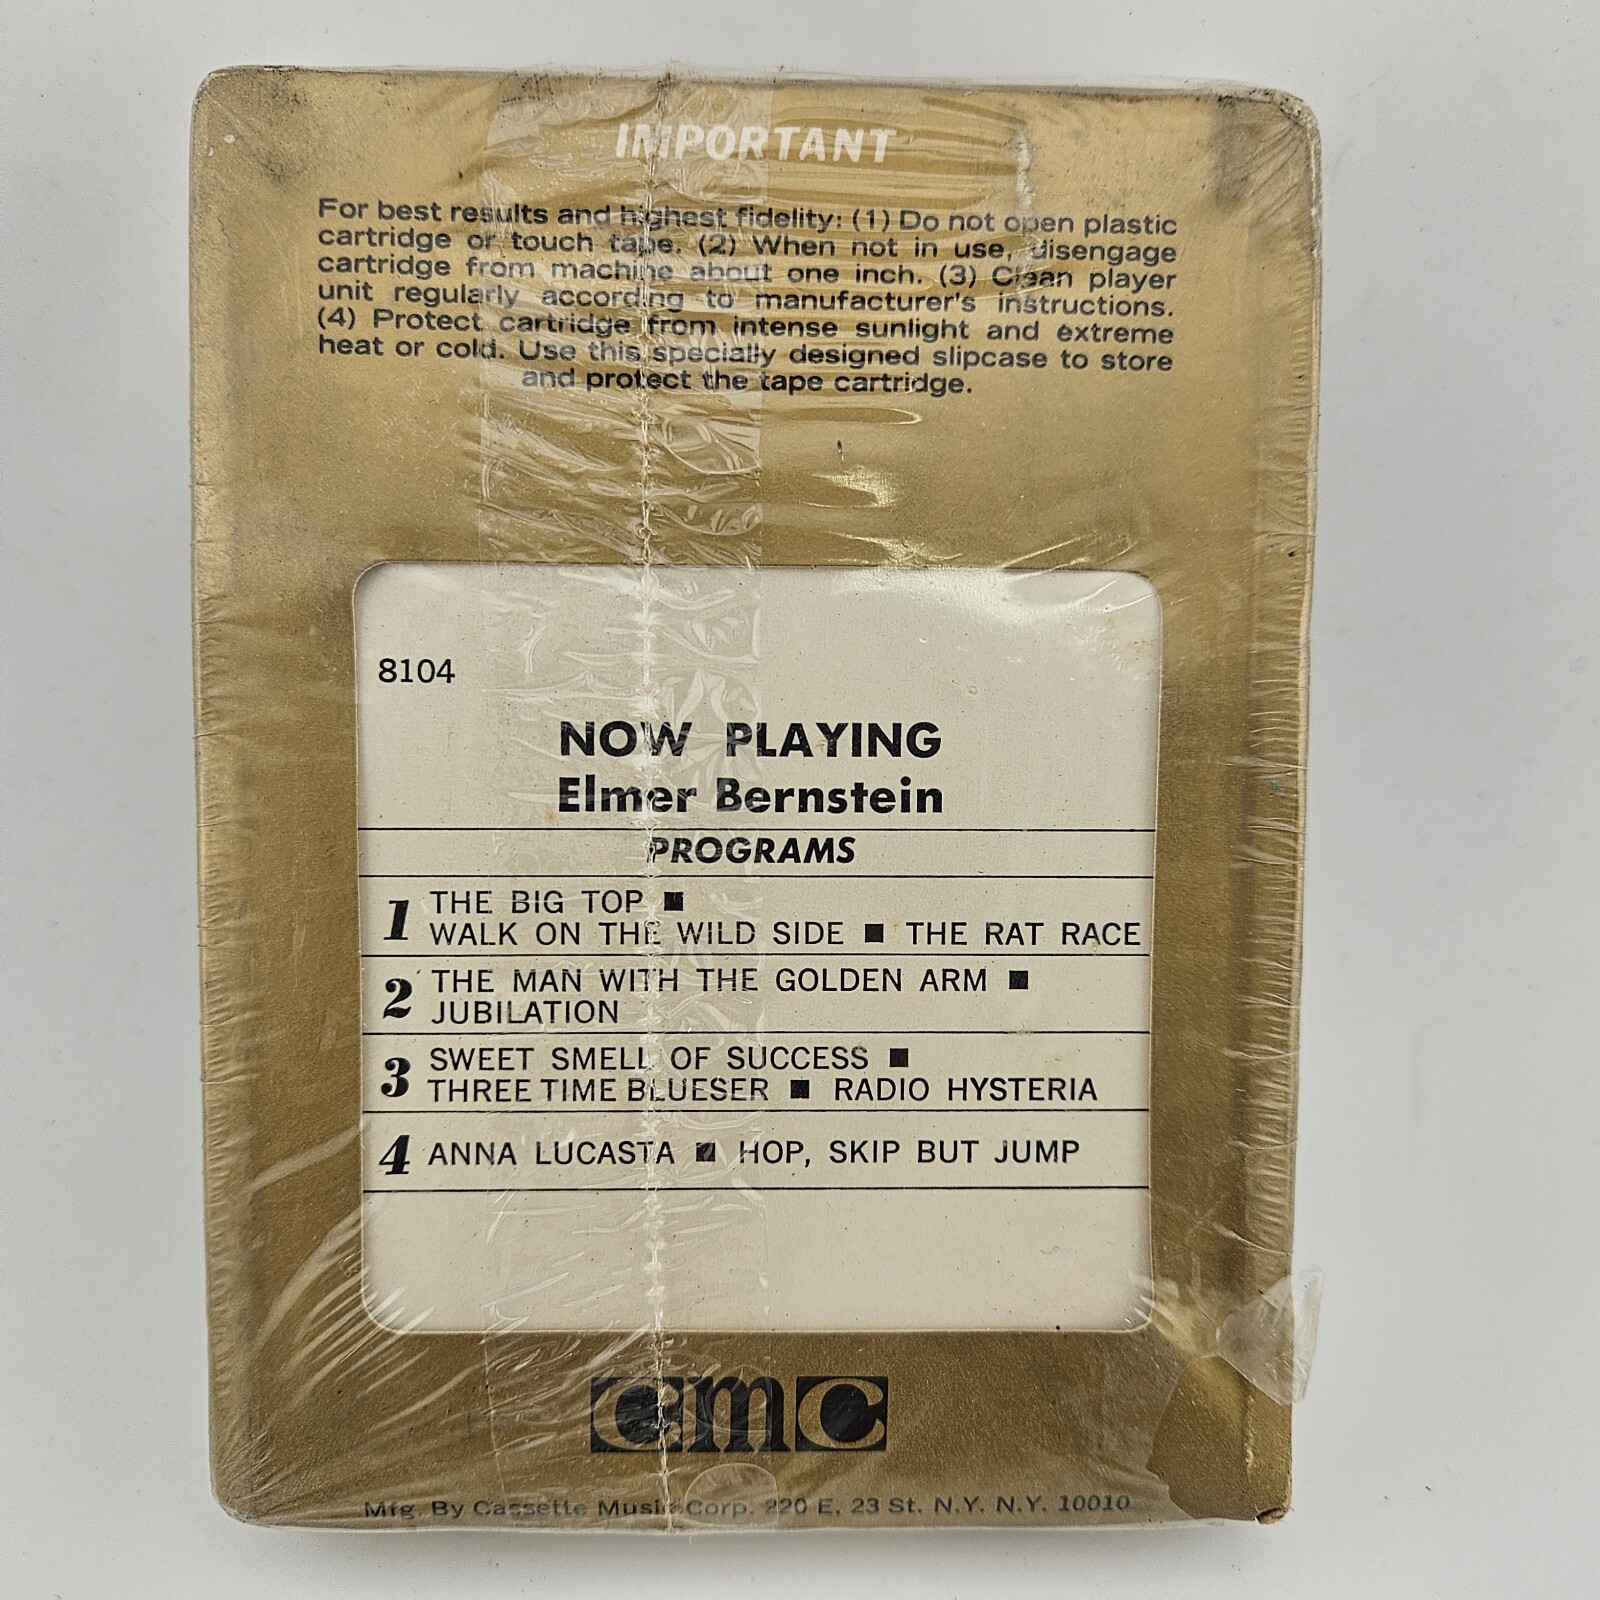 IMPORTANT
For best results and highest fidelity: (1) Do not open plastic
cartridge or touch tape. (2) When not in use, disengage
cartridge from machine about one inch. (3) Clean player
unit regularly according to manufacturer's instructions.
(4) Protect cartridge from intense sunlight and extreme
heat or cold. Use this specially designed slipcase to store
and protect the tape cartridge.
8104
NOW PLAYING
Elmer Bernstein
PROGRAMS
1 THE BIG TOP ■
WALK ON THE WILD SIDE ■ THE RAT RACE
2 THE MAN WITH THE GOLDEN ARM ■
JUBILATION
3 SWEET SMELL OF SUCCESS ■
THREE TIME BLUESER ■ RADIO HYSTERIA
4 ANNA LUCASTA ■ HOP, SKIP BUT JUMP
cmc
Mfg. By Cassette Music Corp. 220 E. 23 St. N.Y. N.Y. 10010